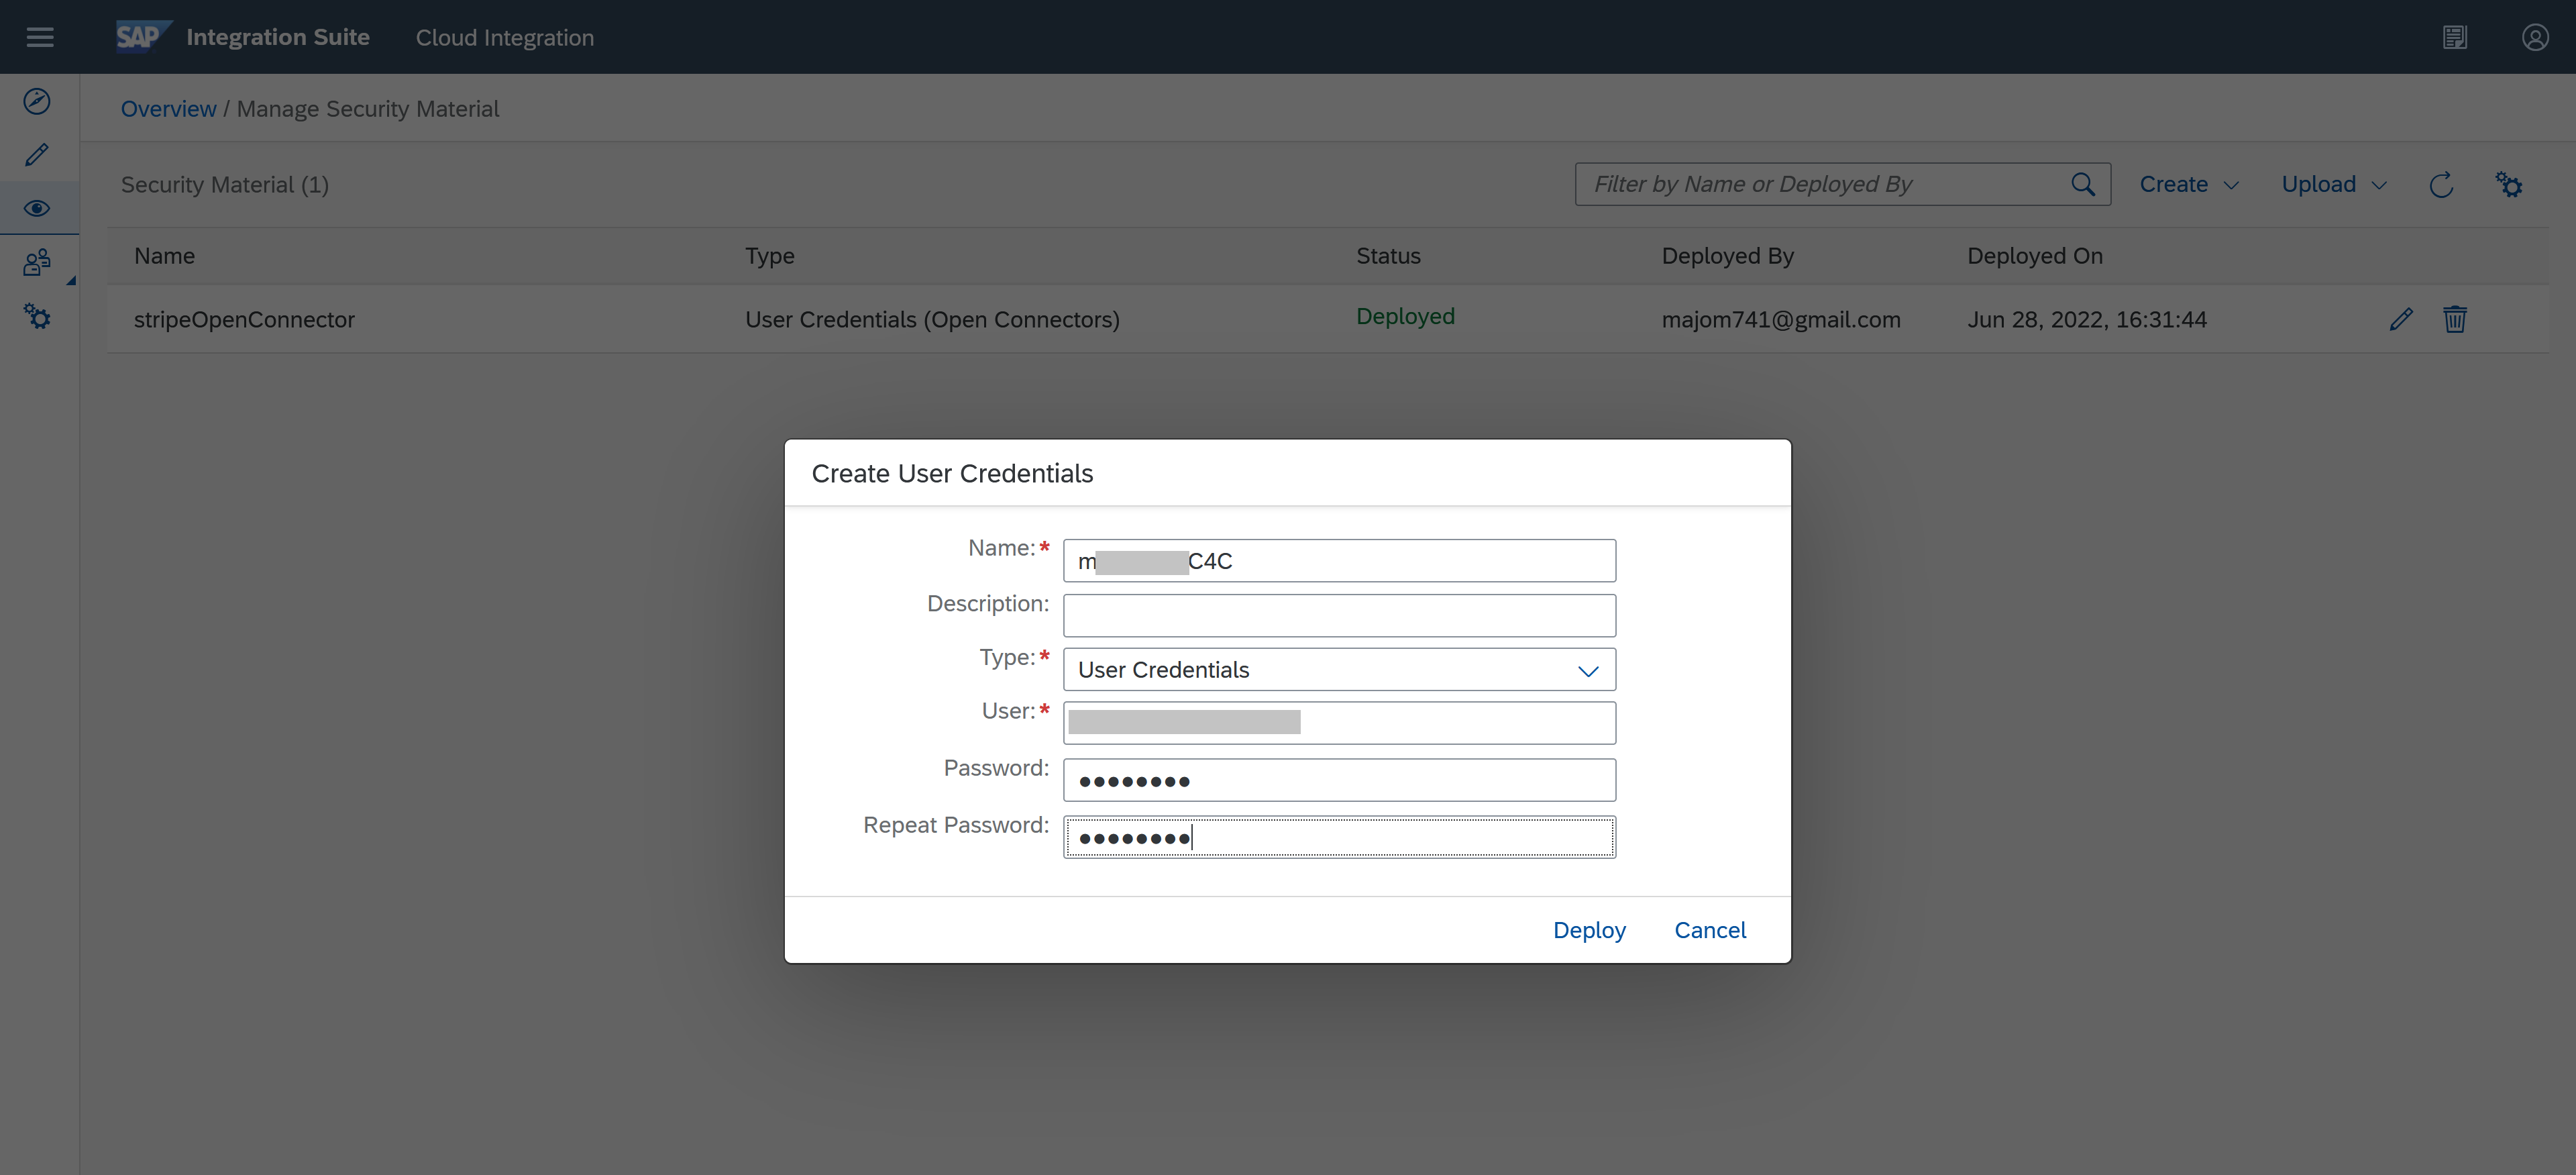 SAP Integration Suite Cloud Integration
Overview / Manage Security Material
Security Material (1)
Filter by Name or Deployed By
Create
Upload
Name Type Status Deployed By Deployed On
stripeOpenConnector User Credentials (Open Connectors) Deployed majom741@gmail.com Jun 28, 2022, 16:31:44
Create User Credentials
Name:* m C4C
Description:
Type:* User Credentials
User:*
Password: ••••••••
Repeat Password: ••••••••
Deploy Cancel